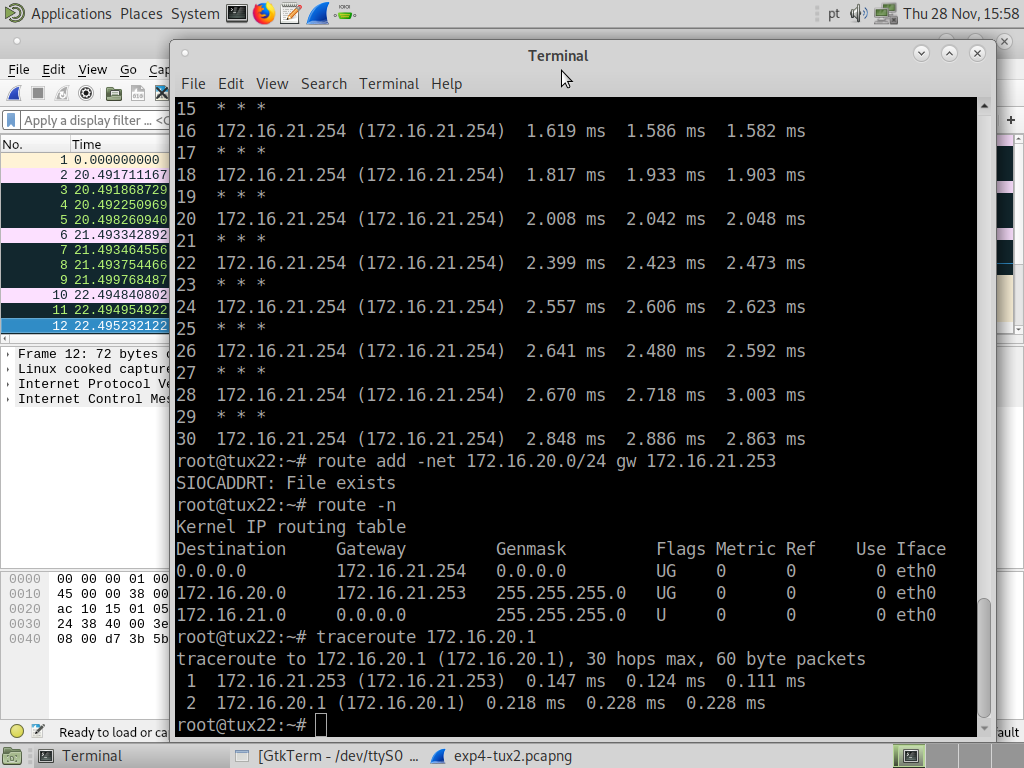 Applications Places System pt Thu 28 Nov, 15:58
Terminal
File Edit View Go Cap
File Edit View Search Terminal Help
Apply a display filter … <C
No. Time
1 0.000000000
2 20.491711167
3 20.491868729
4 20.492250969
5 20.498260940
6 21.493342892
7 21.493464556
8 21.493754466
9 21.499768487
10 22.494840802
11 22.494954922
12 22.495232122
Frame 12: 72 bytes
Linux cooked capture
Internet Protocol Ve
Internet Control Mes
0000 00 00 00 01 00
0010 45 00 00 38 00
0020 ac 10 15 01 05
0030 24 38 40 00 3e
0040 08 00 d7 3b 5b
Ready to load or ca
ault
15 * * *
16 172.16.21.254 (172.16.21.254) 1.619 ms 1.586 ms 1.582 ms
17 * * *
18 172.16.21.254 (172.16.21.254) 1.817 ms 1.933 ms 1.903 ms
19 * * *
20 172.16.21.254 (172.16.21.254) 2.008 ms 2.042 ms 2.048 ms
21 * * *
22 172.16.21.254 (172.16.21.254) 2.399 ms 2.423 ms 2.473 ms
23 * * *
24 172.16.21.254 (172.16.21.254) 2.557 ms 2.606 ms 2.623 ms
25 * * *
26 172.16.21.254 (172.16.21.254) 2.641 ms 2.480 ms 2.592 ms
27 * * *
28 172.16.21.254 (172.16.21.254) 2.670 ms 2.718 ms 3.003 ms
29 * * *
30 172.16.21.254 (172.16.21.254) 2.848 ms 2.886 ms 2.863 ms
root@tux22:~# route add -net 172.16.20.0/24 gw 172.16.21.253
SIOCADDRT: File exists
root@tux22:~# route -n
Kernel IP routing table
Destination Gateway Genmask Flags Metric Ref Use Iface
0.0.0.0 172.16.21.254 0.0.0.0 UG 0 0 0 eth0
172.16.20.0 172.16.21.253 255.255.255.0 UG 0 0 0 eth0
172.16.21.0 0.0.0.0 255.255.255.0 U 0 0 0 eth0
root@tux22:~# traceroute 172.16.20.1
traceroute to 172.16.20.1 (172.16.20.1), 30 hops max, 60 byte packets
1 172.16.21.253 (172.16.21.253) 0.147 ms 0.124 ms 0.111 ms
2 172.16.20.1 (172.16.20.1) 0.218 ms 0.228 ms 0.228 ms
root@tux22:~#
Terminal [GtkTerm - /dev/ttyS0 … exp4-tux2.pcapng